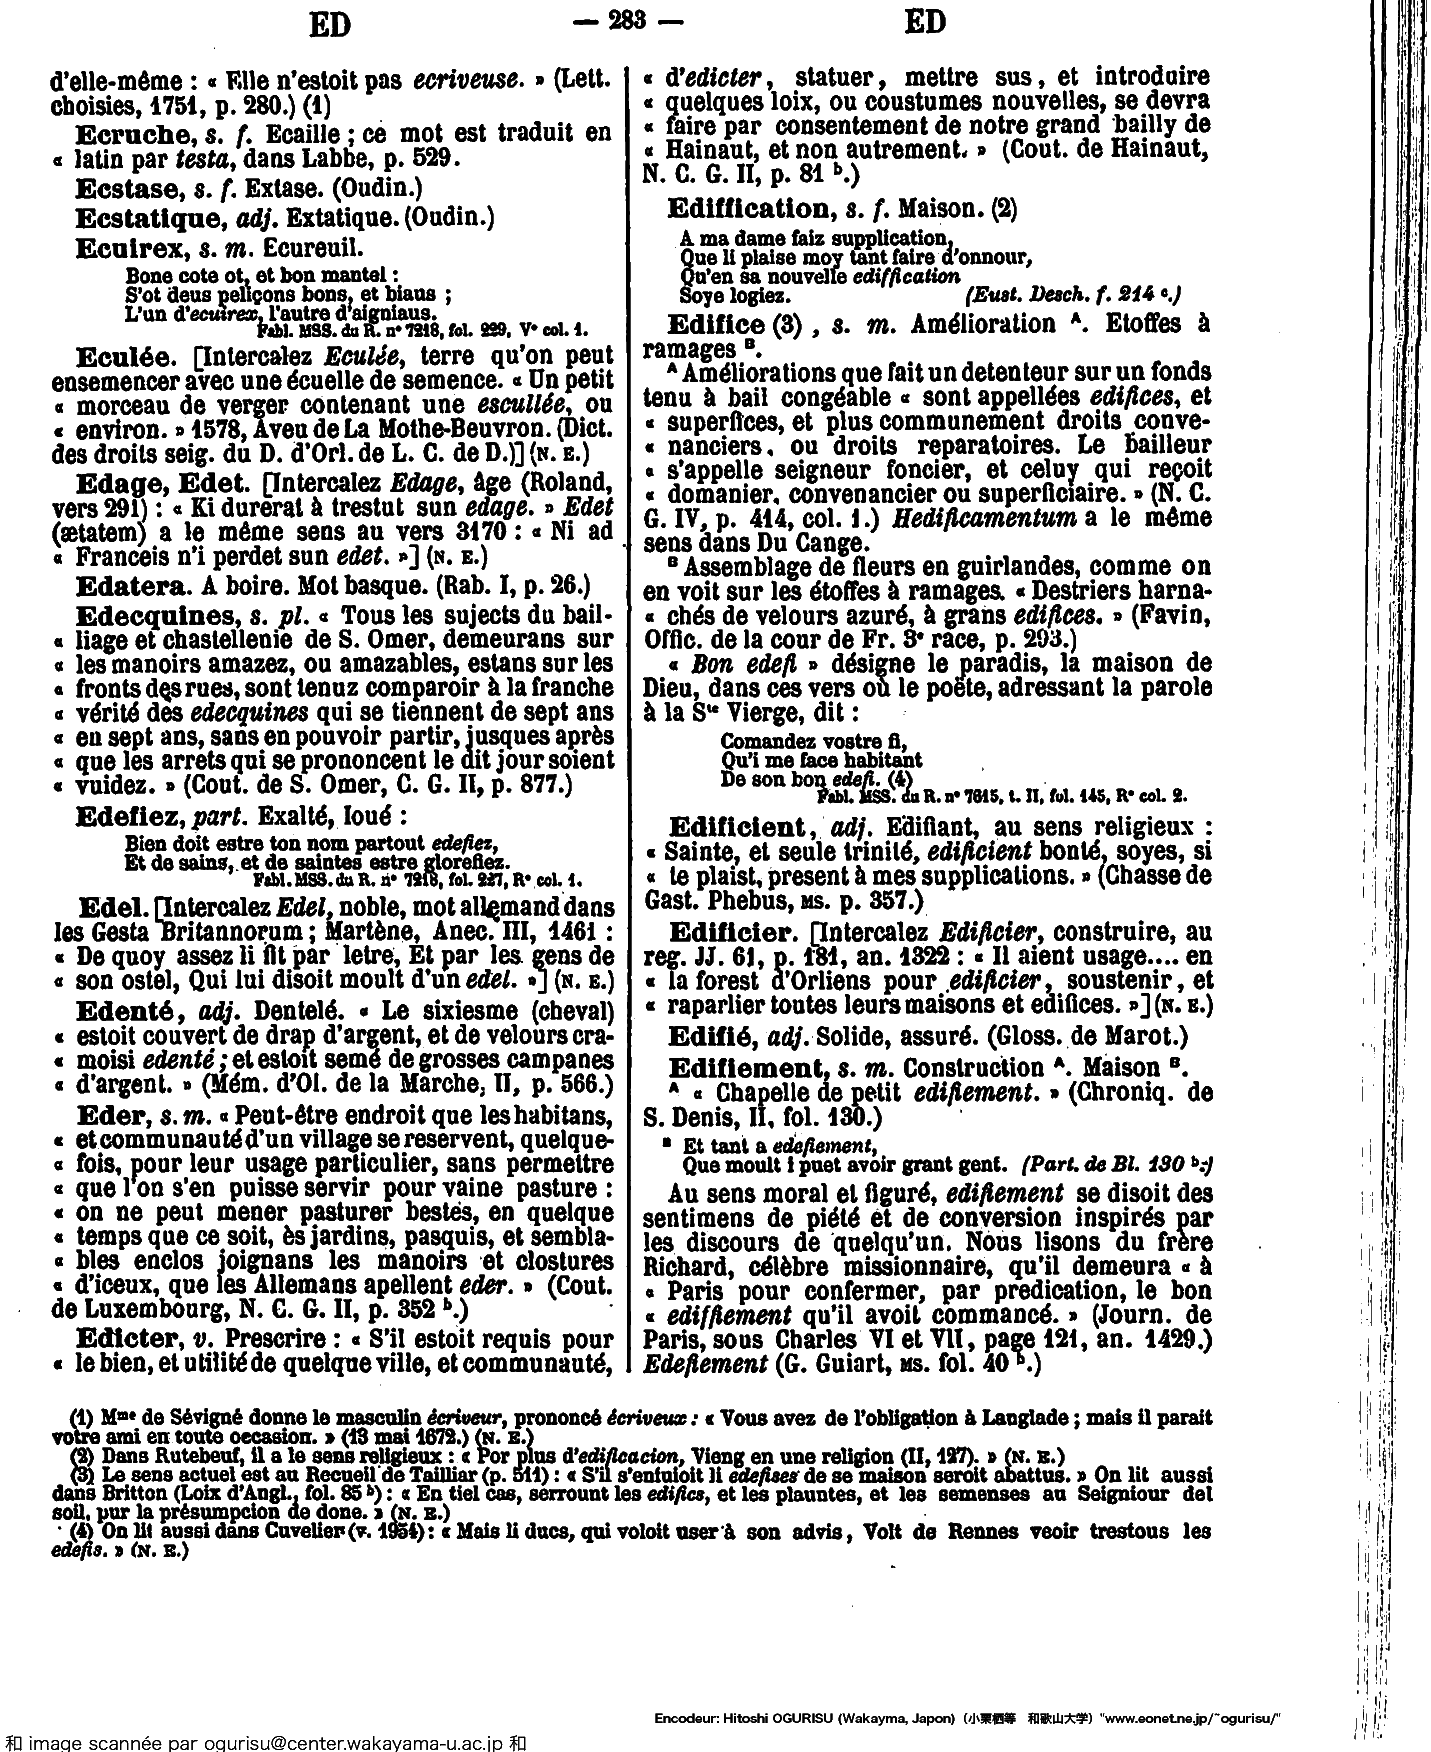 ED — 283 — ED
d'elle-même : « Elle n'estoit pas ecriveuse. » (Lett.
choisies, 1751, p. 280.) (1)
Ecruche, s. f. Ecaille ; ce mot est traduit en
« latin par testa, dans Labbe, p. 529.
Ecstase, s. f. Extase. (Oudin.)
Ecstatique, adj. Extatique. (Oudin.)
Ecuirex, s. m. Ecureuil.
Bone cote ot, et bon mantel :
S'ot deus peliçons bons, et biaus ;
L'un d'ecuirex, l'autre d'aigniaus.
Fabl. MSS. du R. n° 7218, fol. 229, V° col. 1.
Eculée. [Intercalez Eculée, terre qu'on peut
ensemencer avec une écuelle de semence. « Un petit
« morceau de verger contenant une escullée, ou
« environ. » 1578, Aveu de La Mothe-Beuvron. (Dict.
des droits seig. du D. d'Orl. de L. C. de D.)] (N. E.)
Edage, Edet. [Intercalez Edage, âge (Roland,
vers 291) : « Ki durerat à trestut sun edage. » Edet
(ætatem) a le même sens au vers 3170 : « Ni ad
« Franceis n'i perdet sun edet. »] (N. E.)
Edatera. A boire. Mot basque. (Rab. I, p. 26.)
Edecquines, s. pl. « Tous les sujects du bail-
« liage et chastellenie de S. Omer, demeurans sur
« les manoirs amazez, ou amazables, estans sur les
« fronts des rues, sont tenuz comparoir à la franche
« vérité des edecquines qui se tiennent de sept ans
« en sept ans, sans en pouvoir partir, jusques après
« que les arrets qui se prononcent le dit jour soient
« vuidez. » (Cout. de S. Omer, C. G. II, p. 877.)
Edefiez, part. Exalté, loué :
Bien doit estre ton nom partout edefiez,
Et de sains, et de saintes estre glorefiez.
Fabl. MSS. du R. n° 7218, fol. 227, R° col. 1.
Edel. [Intercalez Edel, noble, mot allemand dans
les Gesta Britannorum ; Martène, Anec. III, 1461 :
« De quoy assez li fit par letre, Et par les gens de
« son ostel, Qui lui disoit moult d'un edel. »] (N. E.)
Edenté, adj. Dentelé. « Le sixiesme (cheval)
« estoit couvert de drap d'argent, et de velours cra-
« moisi edenté ; et estoit semé de grosses campanes
« d'argent. » (Mém. d'Ol. de la Marche, II, p. 566.)
Eder, s. m. « Peut-être endroit que les habitans,
« et communauté d'un village se reservent, quelque-
« fois, pour leur usage particulier, sans permettre
« que l'on s'en puisse servir pour vaine pasture :
« on ne peut mener pasturer bestes, en quelque
« temps que ce soit, ès jardins, pasquis, et sembla-
« bles enclos joignans les manoirs et clostures
« d'iceux, que les Allemans apellent eder. » (Cout.
de Luxembourg, N. C. G. II, p. 352 b.)
Edicter, v. Prescrire : « S'il estoit requis pour
« le bien, et utilité de quelque ville, et communauté,
« d'edicter, statuer, mettre sus, et introduire
« quelques loix, ou coustumes nouvelles, se devra
« faire par consentement de notre grand bailly de
« Hainaut, et non autrement. » (Cout. de Hainaut,
N. C. G. II, p. 81 b.)
Ediffication, s. f. Maison. (2)
A ma dame faiz supplication,
Que li plaise moy tant faire d'onnour,
Qu'en sa nouvelle ediffication
Soye logiez. (Eust. Desch. f. 214 c.)
Edifice (3), s. m. Amélioration A. Etoffes à
ramages B.
A Améliorations que fait un detenteur sur un fonds
tenu à bail congéable « sont appellées edifices, et
« superfices, et plus communement droits conve-
« nanciers, ou droits reparatoires. Le bailleur
« s'appelle seigneur foncier, et celuy qui reçoit
« domanier, convenancier ou superficiaire. » (N. C.
G. IV, p. 414, col. 1.) Hedificamentum a le même
sens dans Du Cange.
B Assemblage de fleurs en guirlandes, comme on
en voit sur les étoffes à ramages. « Destriers harna-
« chés de velours azuré, à grans edifices. » (Favin,
Offic. de la cour de Fr. 3e race, p. 293.)
« Bon edefi » désigne le paradis, la maison de
Dieu, dans ces vers où le poëte, adressant la parole
à la Ste Vierge, dit :
Comandez vostre fi,
Qu'i me face habitant
De son bon edefi. (4)
Fabl. MSS. du R. n° 7615, t. II, fol. 145, R° col. 2.
Edificient, adj. Edifiant, au sens religieux :
« Sainte, et seule trinité, edificient bonté, soyes, si
« te plaist, present à mes supplications. » (Chasse de
Gast. Phebus, MS. p. 357.)
Edificier. [Intercalez Edificier, construire, au
reg. JJ. 61, p. 181, an. 1322 : « Il aient usage.... en
« la forest d'Orliens pour edificier, soustenir, et
« raparlier toutes leurs maisons et edifices. »] (N. E.)
Edifié, adj. Solide, assuré. (Gloss. de Marot.)
Edifiement, s. m. Construction A. Maison B.
A « Chapelle de petit edifiement. » (Chroniq. de
S. Denis, II, fol. 130.)
B Et tant a edefiement,
Que moult i puet avoir grant gent. (Part. de Bl. 130 b.)
Au sens moral et figuré, edifiement se disoit des
sentimens de piété et de conversion inspirés par
les discours de quelqu'un. Nous lisons du frère
Richard, célèbre missionnaire, qu'il demeura « à
« Paris pour confermer, par predication, le bon
« ediffiement qu'il avoit commancé. » (Journ. de
Paris, sous Charles VI et VII, page 121, an. 1429.)
Edefiement (G. Guiart, MS. fol. 40 b.)
(1) Mme de Sévigné donne le masculin écriveur, prononcé écriveux : « Vous avez de l'obligation à Langlade ; mais il parait
votre ami en toute occasion. » (13 mai 1672.) (N. E.)
(2) Dans Rutebeuf, il a le sens religieux : « Por plus d'edificacion, Vieng en une religion (II, 127). » (N. E.)
(3) Le sens actuel est au Recueil de Tailliar (p. 511) : « S'il s'enfuioit li edefises de se maison seroit abattus. » On lit aussi
dans Britton (Loix d'Angl., fol. 85 b) : « En tiel cas, serrount les edifics, et les plauntes, et les semenses au Seigniour del
soil, pur la présumpcion de done. » (N. E.)
(4) On lit aussi dans Cuvelier (v. 1954) : « Mais li ducs, qui voloit user à son advis, Volt de Rennes veoir trestous les
edefis. » (N. E.)
Encodeur: Hitoshi OGURISU (Wakayma, Japon) (小栗栖等 和歌山大学) "www.eonet.ne.jp/~ogurisu/"
和 image scannée par ogurisu@center.wakayama-u.ac.jp 和